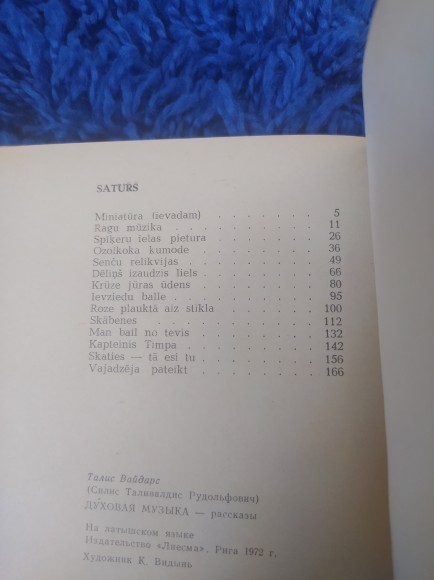 SATURS
Miniatūra (ievadam) . . . . . . . 5
Ragu mūzika . . . . . . . . 11
Spīķeru ielas pietura . . . . . . . 26
Ozolkoka kumode . . . . . . . 36
Senču relikvijas . . . . . . . 49
Dēliņš izaudzis liels . . . . . . . 66
Krūze jūras ūdens . . . . . . . 80
Ievziedu balle . . . . . . . . 95
Roze plauktā aiz stikla . . . . . . 100
Skābenes . . . . . . . . . 112
Man bail no tevis . . . . . . . 132
Kapteinis Timpa . . . . . . . 142
Skaties — tā esi tu . . . . . . . 156
Vajadzēja pateikt . . . . . . . 166
Талис Вайдарс
(Силис Таливалдис Рудольфович)
ДУХОВАЯ МУЗЫКА — рассказы
На латышском языке
Издательство «Лиесма». Рига 1972 г.
Художник К. Видынь